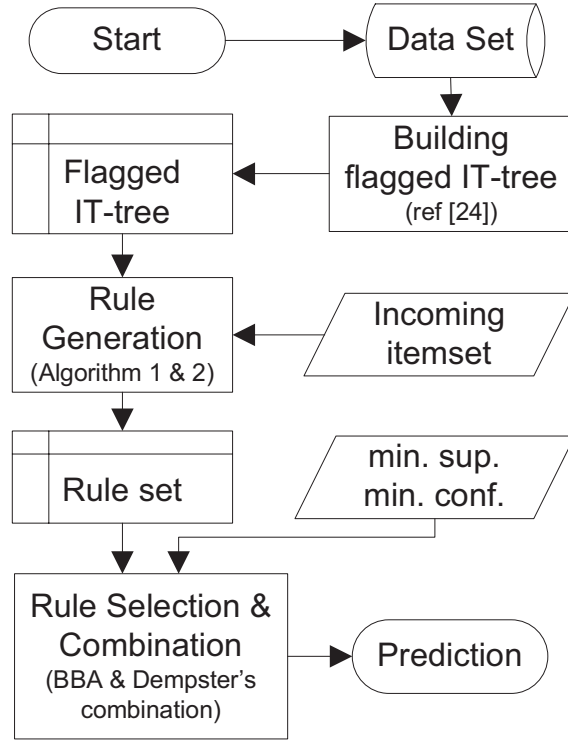 Start
Data Set
Building
flagged IT-tree
(ref [24])
Flagged
IT-tree
Rule
Generation
(Algorithm 1 & 2)
Incoming
itemset
Rule set
min. sup.
min. conf.
Rule Selection &
Combination
(BBA & Dempster's
combination)
Prediction